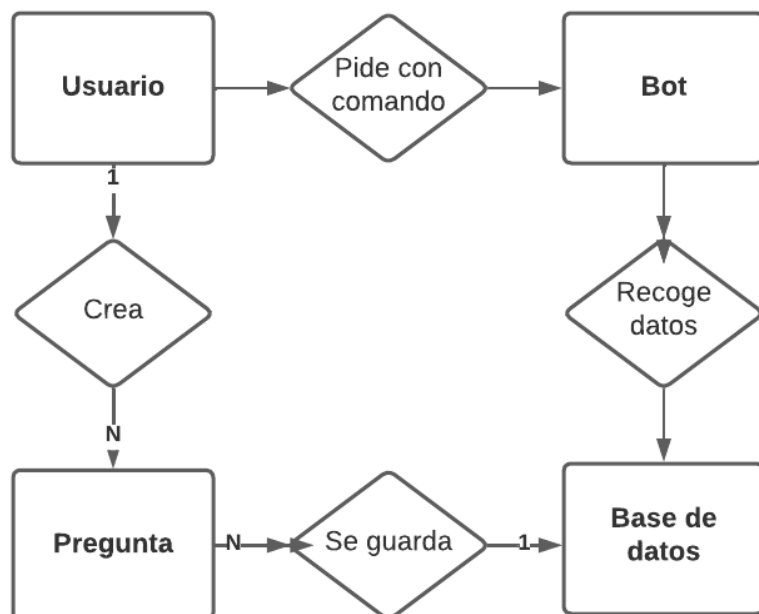 Usuario
Pide con
comando
Bot
1
Crea
Recoge
datos
N
Pregunta
N
Se guarda
1
Base de
datos